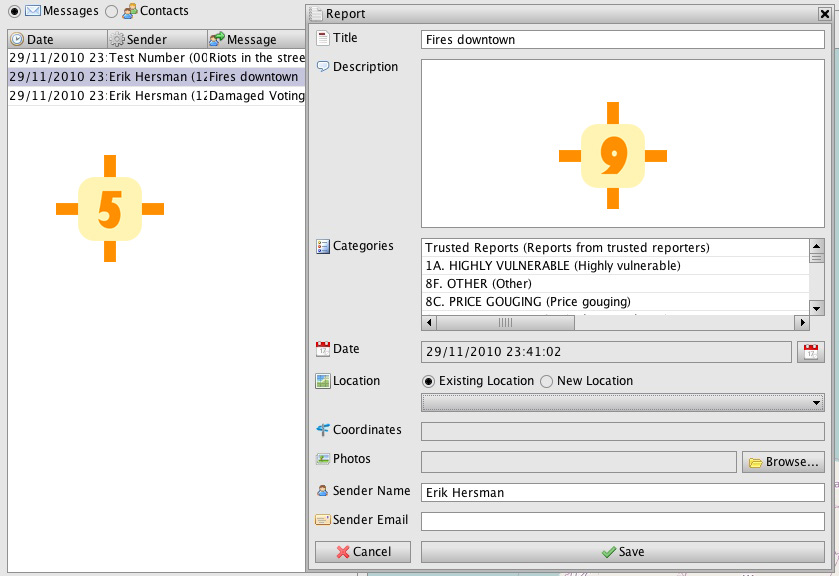 Messages Contacts
Date Sender Message
29/11/2010 23: Test Number (00 Riots in the stree
29/11/2010 23: Erik Hersman (12 Fires downtown
29/11/2010 23: Erik Hersman (12 Damaged Voting
5
Report
Title Fires downtown
Description
9
Categories Trusted Reports (Reports from trusted reporters)
1A. HIGHLY VULNERABLE (Highly vulnerable)
8F. OTHER (Other)
8C. PRICE GOUGING (Price gouging)
Date 29/11/2010 23:41:02
Location Existing Location New Location
Coordinates
Photos Browse...
Sender Name Erik Hersman
Sender Email
Cancel Save